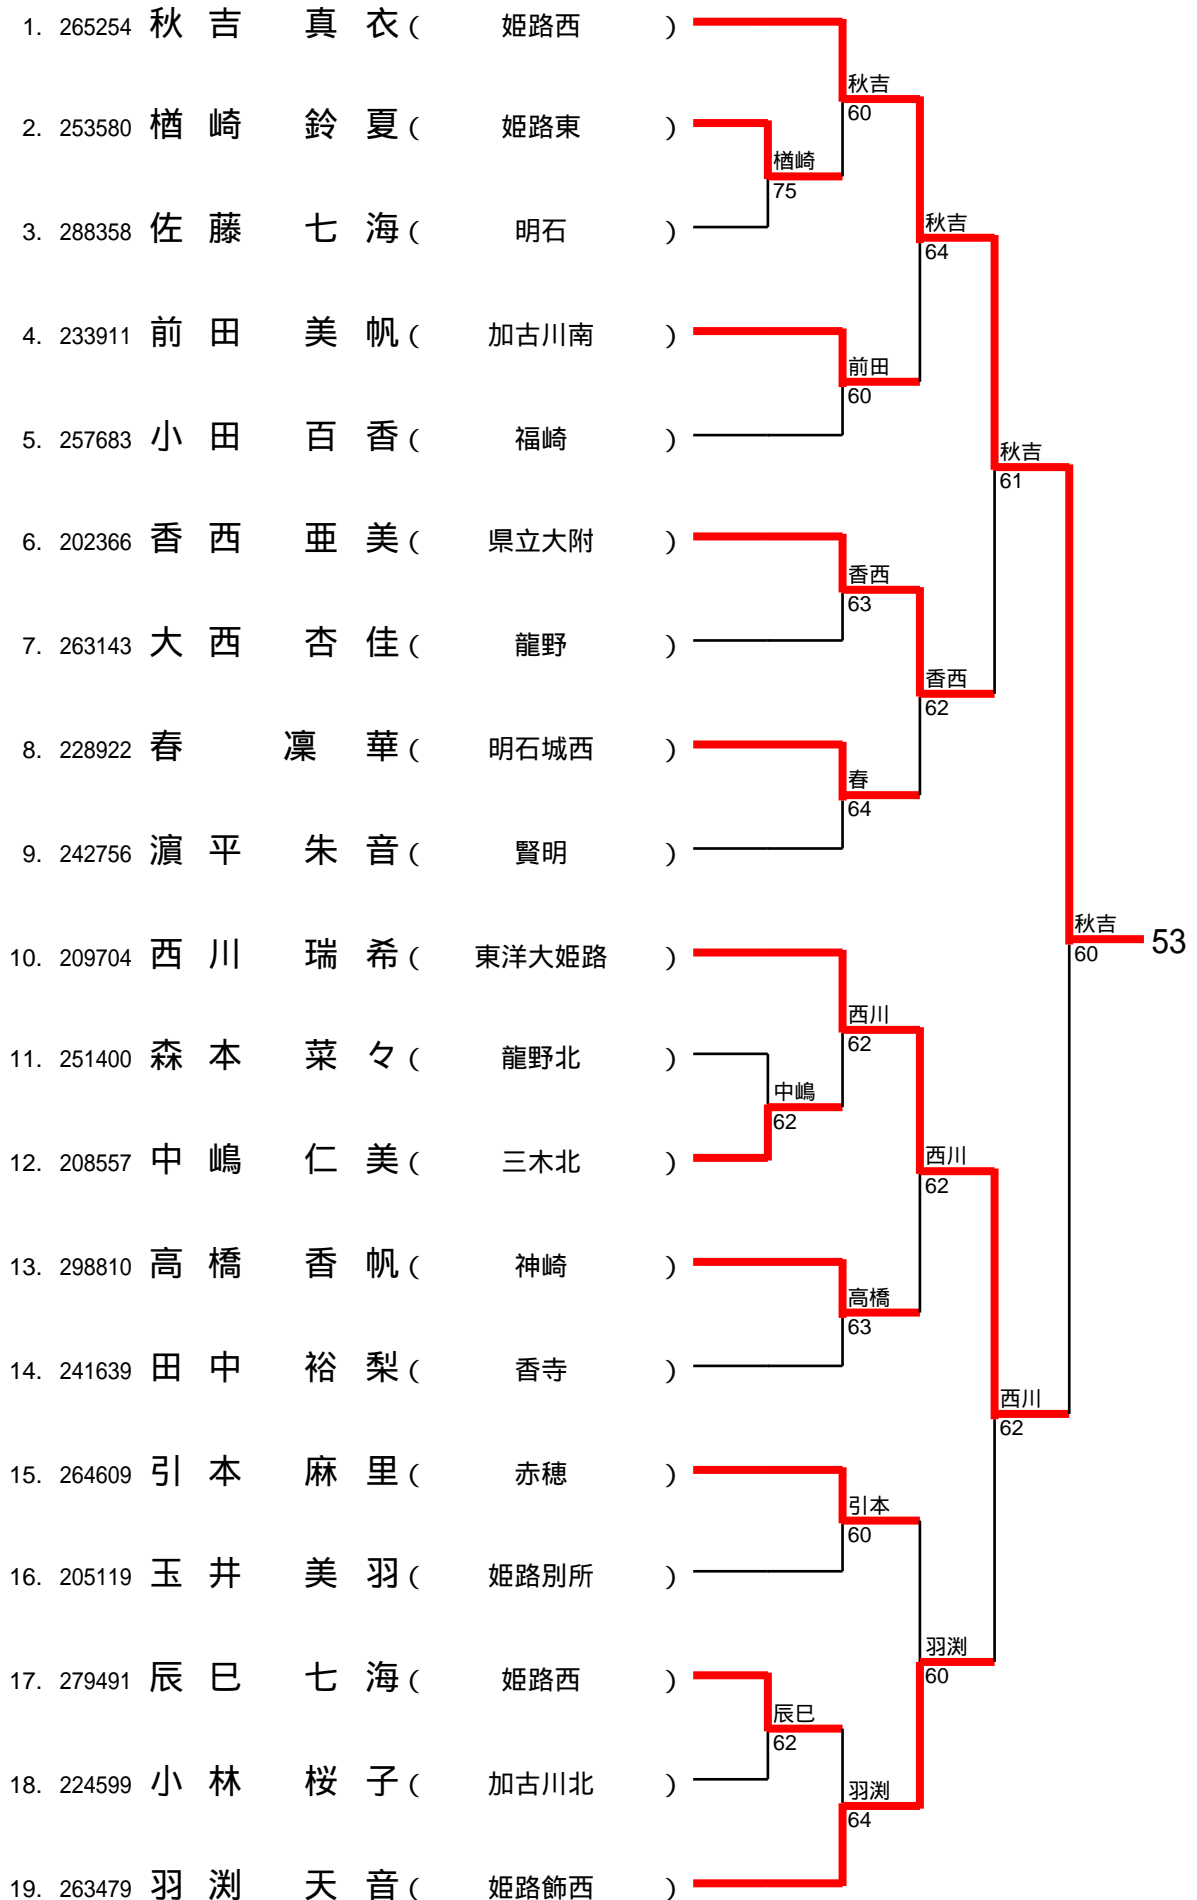 1. 265254 秋吉 真衣 ( 姫路西 )
秋吉
60
2. 253580 楢崎 鈴夏 ( 姫路東 )
楢崎
75
3. 288358 佐藤 七海 ( 明石 )
秋吉
64
4. 233911 前田 美帆 ( 加古川南 )
前田
60
5. 257683 小田 百香 ( 福崎 )
秋吉
61
6. 202366 香西 亜美 ( 県立大附 )
香西
63
7. 263143 大西 杏佳 ( 龍野 )
香西
62
8. 228922 春 凜華 ( 明石城西 )
春
64
9. 242756 濵平 朱音 ( 賢明 )
秋吉
60
53
10. 209704 西川 瑞希 ( 東洋大姫路 )
西川
62
11. 251400 森本 菜々 ( 龍野北 )
中嶋
62
12. 208557 中嶋 仁美 ( 三木北 )
西川
62
13. 298810 高橋 香帆 ( 神崎 )
高橋
63
14. 241639 田中 裕梨 ( 香寺 )
西川
62
15. 264609 引本 麻里 ( 赤穂 )
引本
60
16. 205119 玉井 美羽 ( 姫路別所 )
羽渕
60
17. 279491 辰巳 七海 ( 姫路西 )
辰巳
62
18. 224599 小林 桜子 ( 加古川北 )
羽渕
64
19. 263479 羽渕 天音 ( 姫路飾西 )